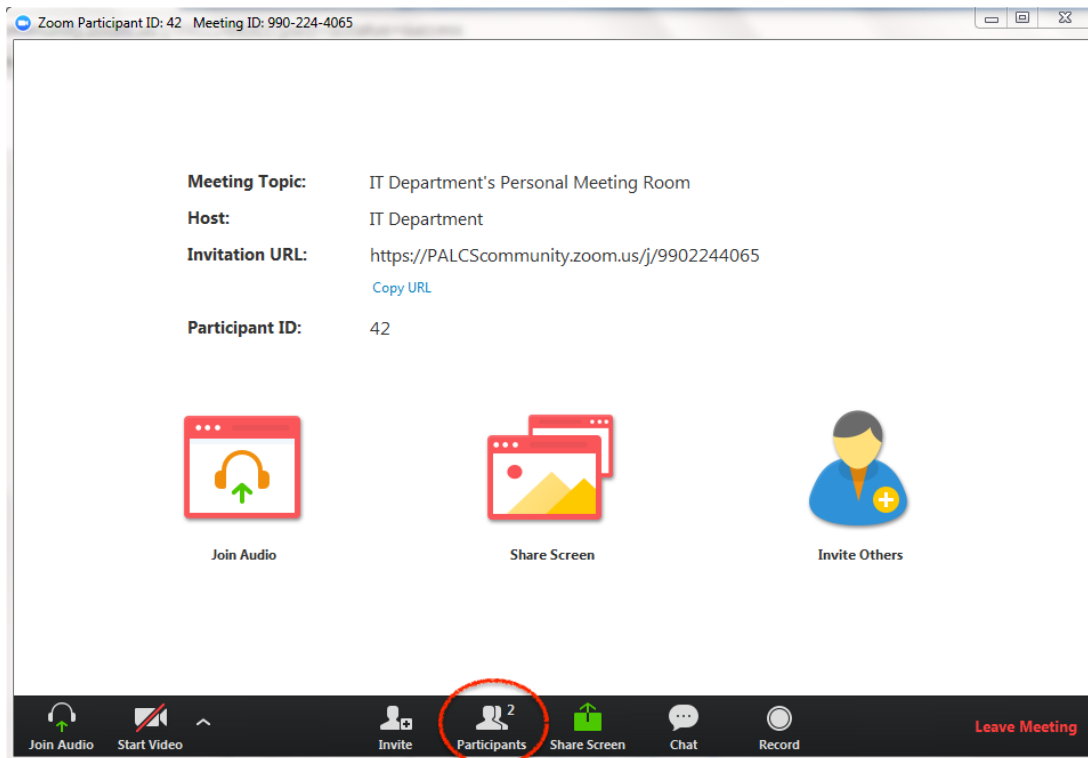 Zoom Participant ID: 42 Meeting ID: 990-224-4065
Meeting Topic: IT Department's Personal Meeting Room
Host: IT Department
Invitation URL: https://PALCScommunity.zoom.us/j/9902244065
Copy URL
Participant ID: 42
Join Audio Share Screen Invite Others
2
Join Audio Start Video Invite Participants Share Screen Chat Record Leave Meeting